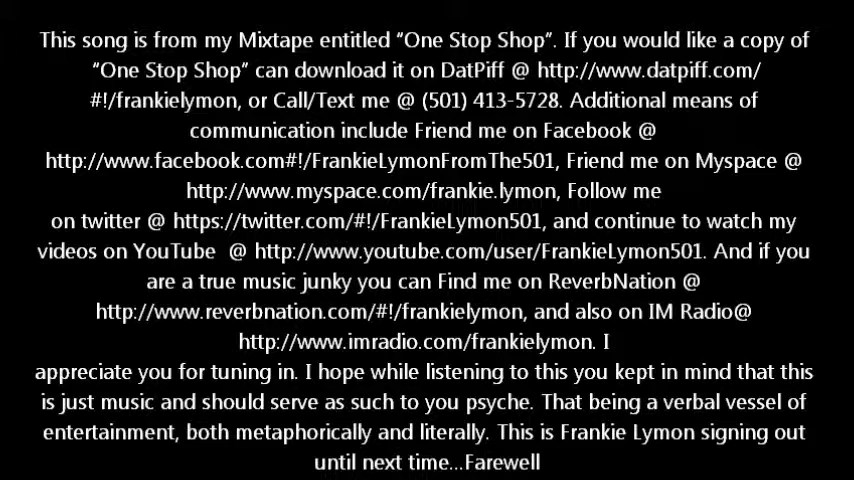 This song is from my Mixtape entitled “One Stop Shop”. If you would like a copy of
“One Stop Shop” can download it on DatPiff @ http://www.datpiff.com/
#!/frankielymon, or Call/Text me @ (501) 413-5728. Additional means of
communication include Friend me on Facebook @
http://www.facebook.com#!/FrankieLymonFromThe501, Friend me on Myspace @
http://www.myspace.com/frankie.lymon, Follow me
on twitter @ https://twitter.com/#!/FrankieLymon501, and continue to watch my
videos on YouTube  @ http://www.youtube.com/user/FrankieLymon501. And if you
are a true music junky you can Find me on ReverbNation @
http://www.reverbnation.com/#!/frankielymon, and also on IM Radio@
http://www.imradio.com/frankielymon. I
appreciate you for tuning in. I hope while listening to this you kept in mind that this
is just music and should serve as such to you psyche. That being a verbal vessel of
entertainment, both metaphorically and literally. This is Frankie Lymon signing out
until next time...Farewell